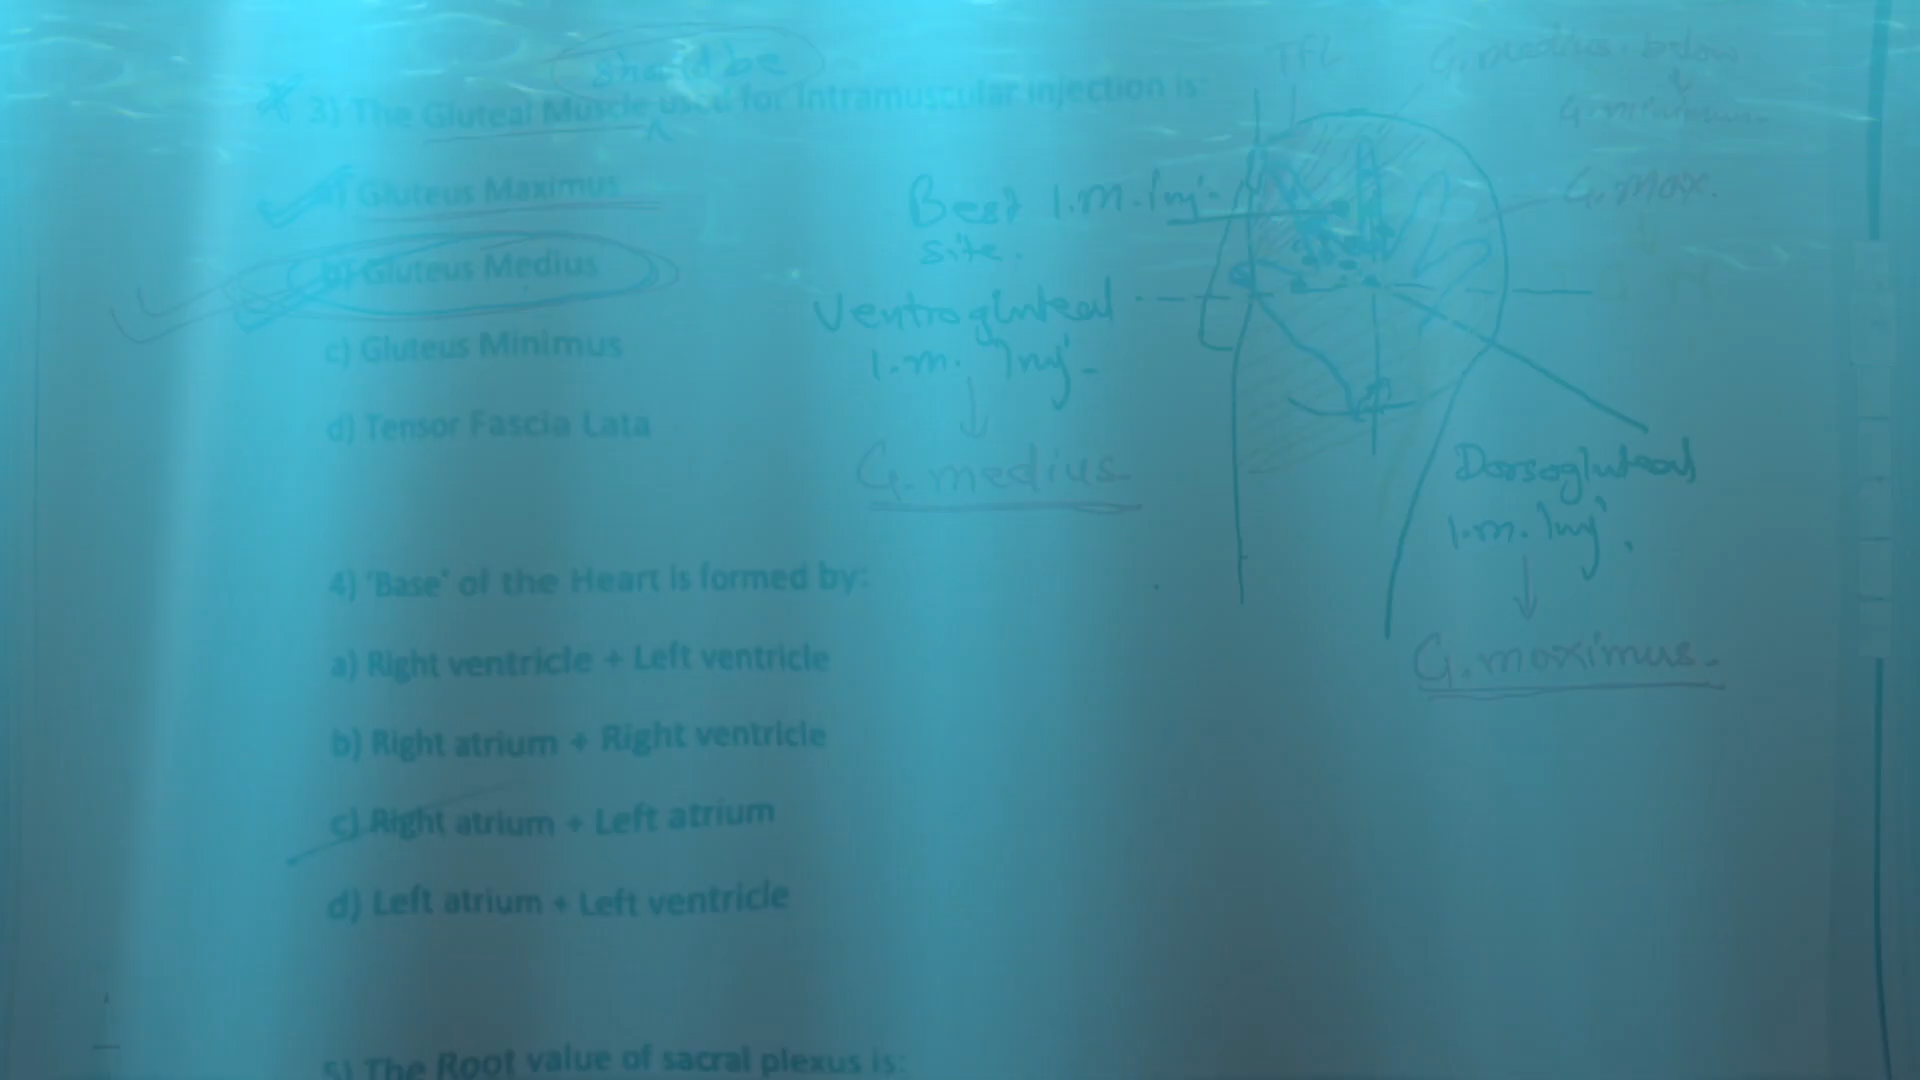 should be
3) The Gluteal Muscle ^ used for Intramuscular Injection is:
a) Gluteus Maximus
b) Gluteus Medius
c) Gluteus Minimus
d) Tensor Fascia Lata
TFL
G. medius. below
G. minimus.
G. max.
Best I.m. Inj.
site.
Ventrogluteal
I.m. Inj.
G. medius
Dorsogluteal
I.m. Inj.
G. maximus.
4) 'Base' of the Heart is formed by:
a) Right ventricle + Left ventricle
b) Right atrium + Right ventricle
c) Right atrium + Left atrium
d) Left atrium + Left ventricle
5) The Root value of sacral plexus is: